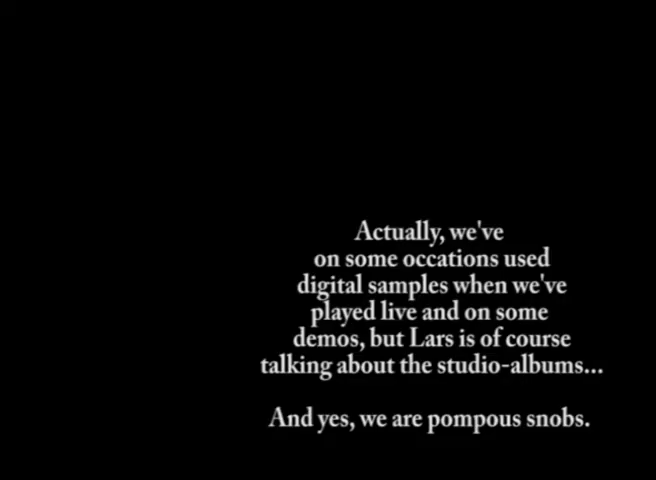 Actually, we've
on some occations used
digital samples when we've
played live and on some
demos, but Lars is of course
talking about the studio-albums...
And yes, we are pompous snobs.